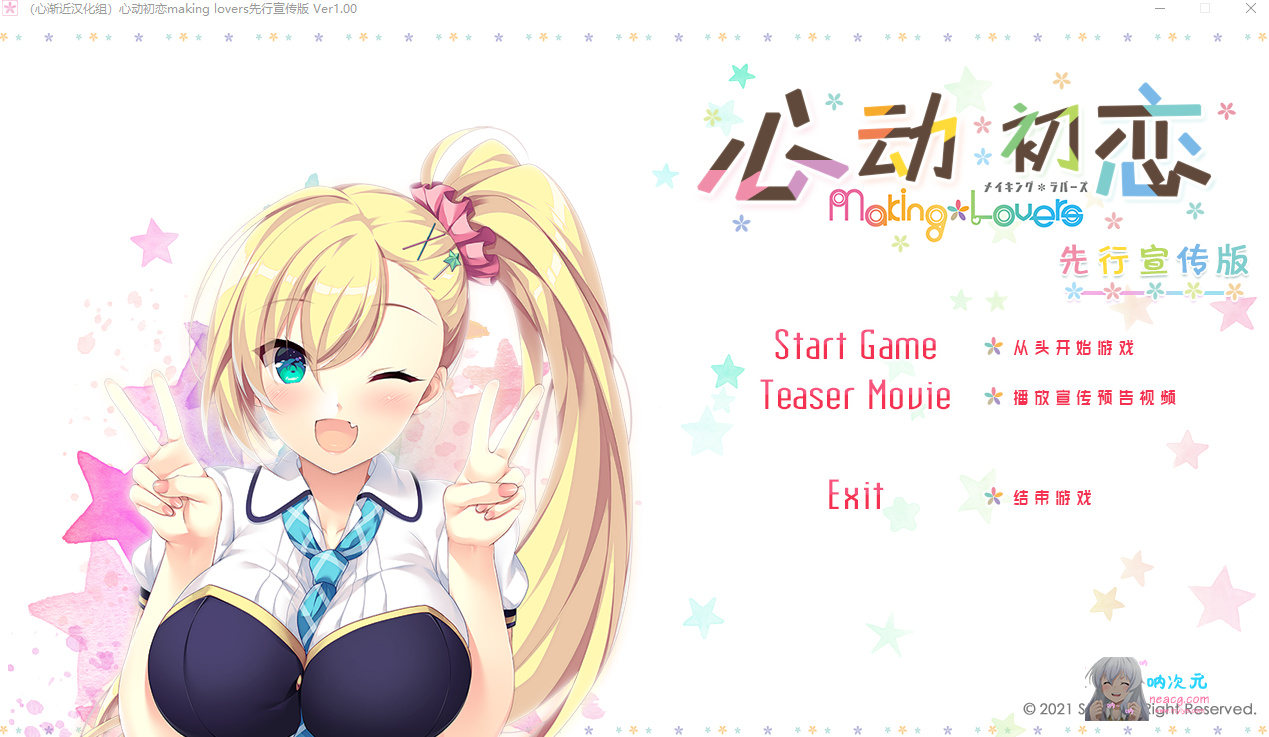 （心渐近汉化组）心动初恋making lovers先行宣传版 Ver1.00
心动初恋
メイキング*ラバーズ
Making*Lovers
先行宣传版
Start Game 从头开始游戏
Teaser Movie 播放宣传预告视频
Exit 结束游戏
呐次元
neacg.com
© 2021 Right Reserved.